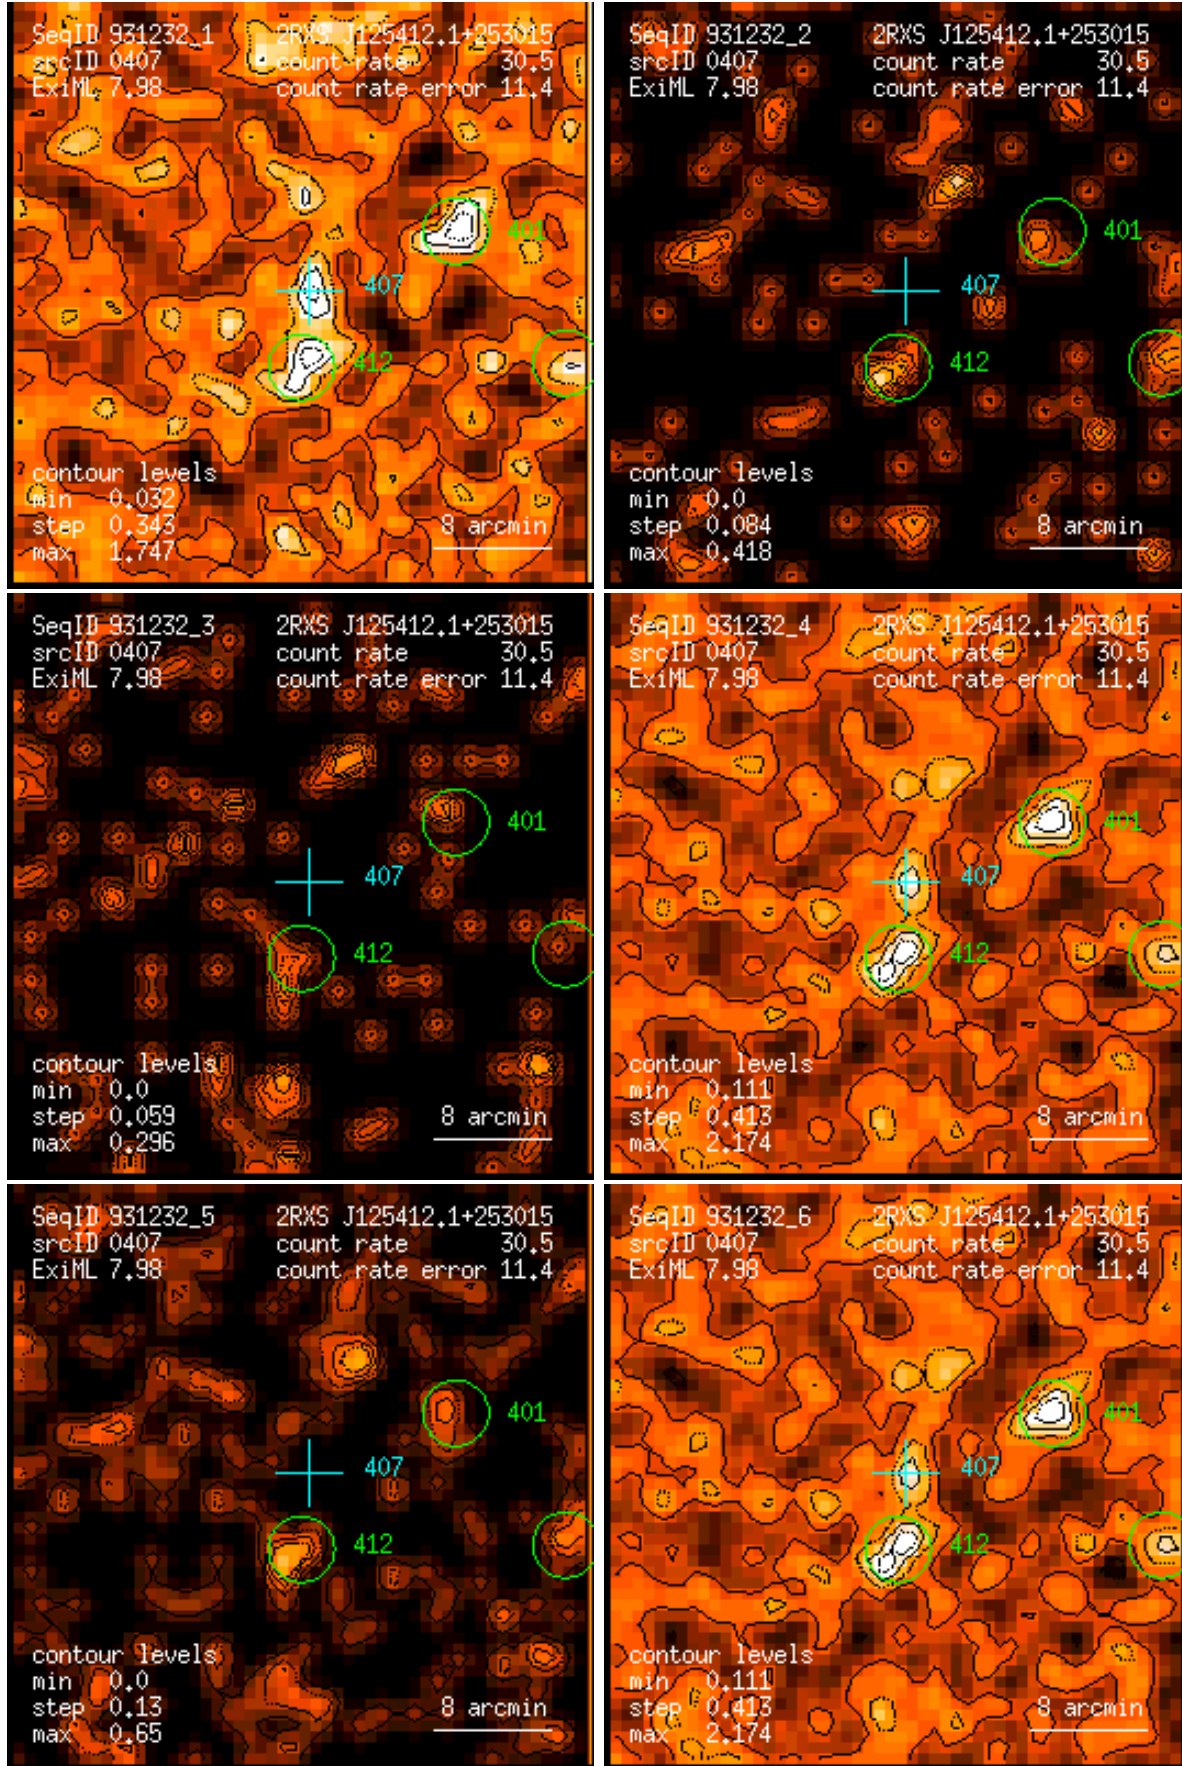 SeqID 931232_1 2RXS J125412.1+253015
srcID 0407 count rate 30.5
ExiML 7.98 count rate error 11.4
401
407
412
contour levels
min 0.032
step 0.343 8 arcmin
max 1.747
SeqID 931232_2 2RXS J125412.1+253015
srcID 0407 count rate 30.5
ExiML 7.98 count rate error 11.4
401
407
412
contour levels
min 0.0
step 0.084 8 arcmin
max 0.418
SeqID 931232_3 2RXS J125412.1+253015
srcID 0407 count rate 30.5
ExiML 7.98 count rate error 11.4
401
407
412
contour levels
min 0.0
step 0.059 8 arcmin
max 0.296
SeqID 931232_4 2RXS J125412.1+253015
srcID 0407 count rate 30.5
ExiML 7.98 count rate error 11.4
401
407
412
contour levels
min 0.111
step 0.413 8 arcmin
max 2.174
SeqID 931232_5 2RXS J125412.1+253015
srcID 0407 count rate 30.5
ExiML 7.98 count rate error 11.4
401
407
412
contour levels
min 0.0
step 0.13 8 arcmin
max 0.65
SeqID 931232_6 2RXS J125412.1+253015
srcID 0407 count rate 30.5
ExiML 7.98 count rate error 11.4
401
407
412
contour levels
min 0.111
step 0.413 8 arcmin
max 2.174